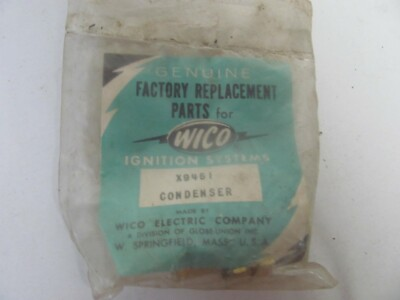 GENUINE
FACTORY REPLACEMENT
PARTS for
WICO
IGNITION SYSTEMS
X9461
CONDENSER
MADE BY
WICO ELECTRIC COMPANY
A DIVISION OF GLOBE-UNION INC.
W. SPRINGFIELD, MASS., U.S.A.